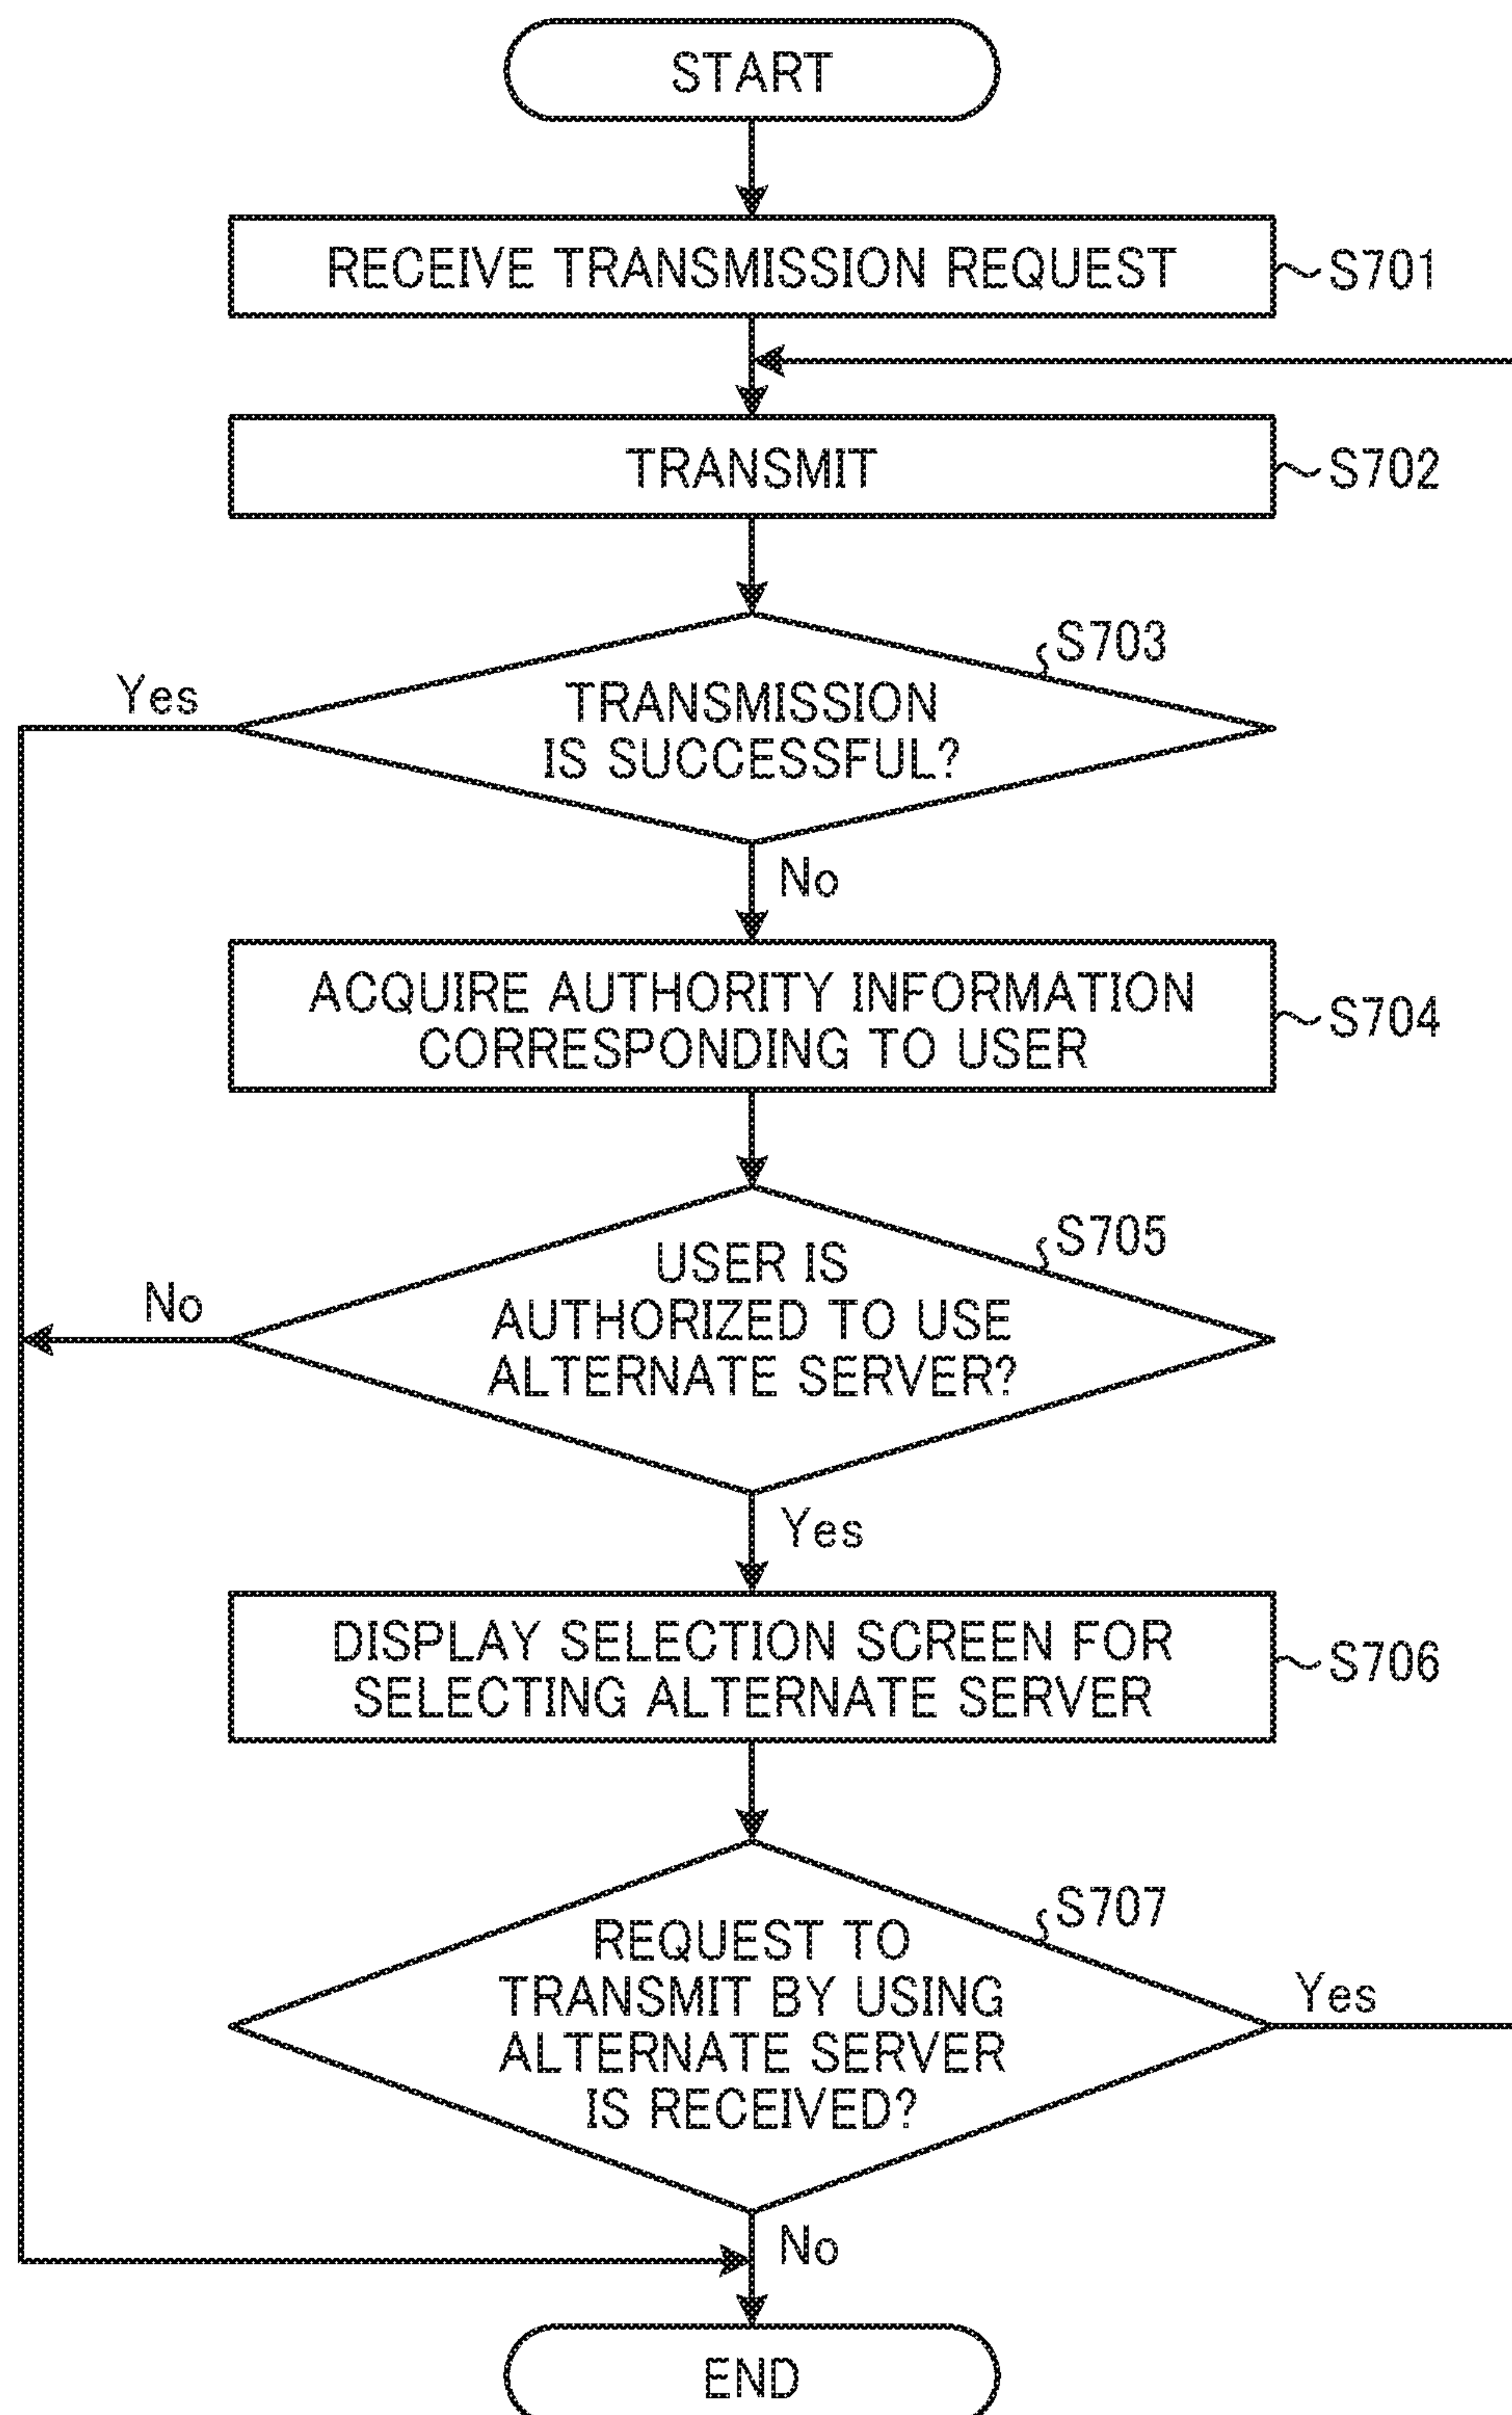 START
RECEIVE TRANSMISSION REQUEST
S701
TRANSMIT
S702
S703
Yes
TRANSMISSION
IS SUCCESSFUL?
No
ACQUIRE AUTHORITY INFORMATION
CORRESPONDING TO USER
S704
S705
No
USER IS
AUTHORIZED TO USE
ALTERNATE SERVER?
Yes
DISPLAY SELECTION SCREEN FOR
SELECTING ALTERNATE SERVER
S706
S707
REQUEST TO
TRANSMIT BY USING
ALTERNATE SERVER
IS RECEIVED?
Yes
No
END